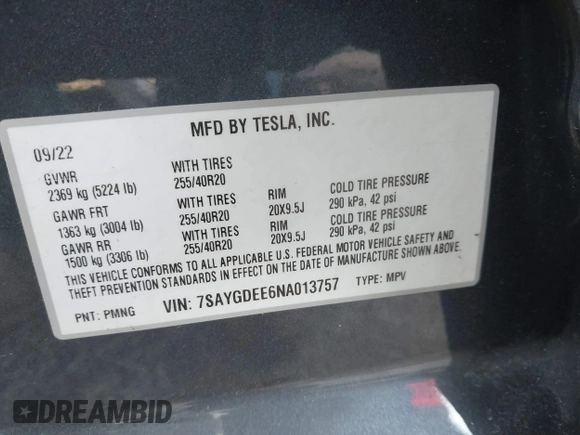 MFD BY TESLA, INC.
09/22
GVWR WITH TIRES
2369 kg (5224 lb) 255/40R20
GAWR FRT WITH TIRES RIM COLD TIRE PRESSURE
1363 kg (3004 lb) 255/40R20 20X9.5J 290 kPa, 42 psi
GAWR RR WITH TIRES RIM COLD TIRE PRESSURE
1500 kg (3306 lb) 255/40R20 20X9.5J 290 kPa, 42 psi
THIS VEHICLE CONFORMS TO ALL APPLICABLE U.S. FEDERAL MOTOR VEHICLE SAFETY AND
THEFT PREVENTION STANDARDS IN EFFECT ON THE DATE OF MANUFACTURE SHOWN ABOVE.
PNT: PMNG VIN: 7SAYGDEE6NA013757 TYPE: MPV
DREAMBID